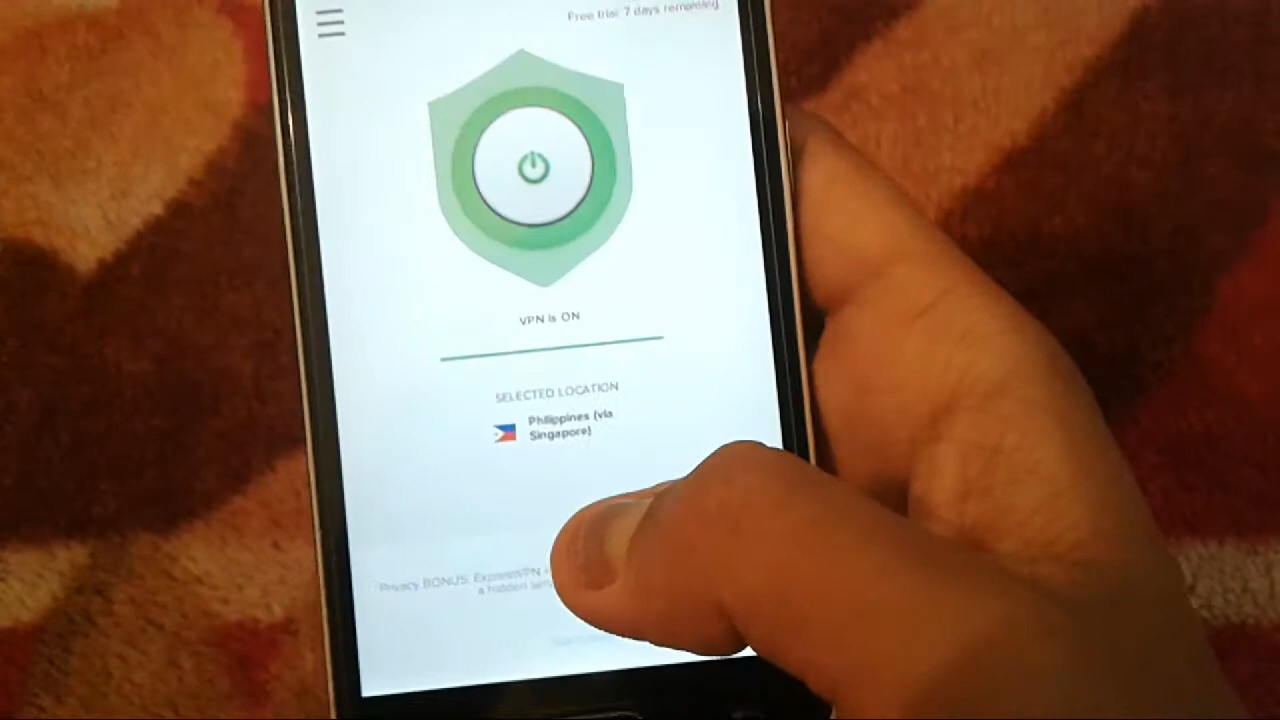 Free trial: 7 days remaining
VPN is ON
SELECTED LOCATION
Philippines (via
Singapore)
Privacy BONUS: ExpressVPN
a hidden